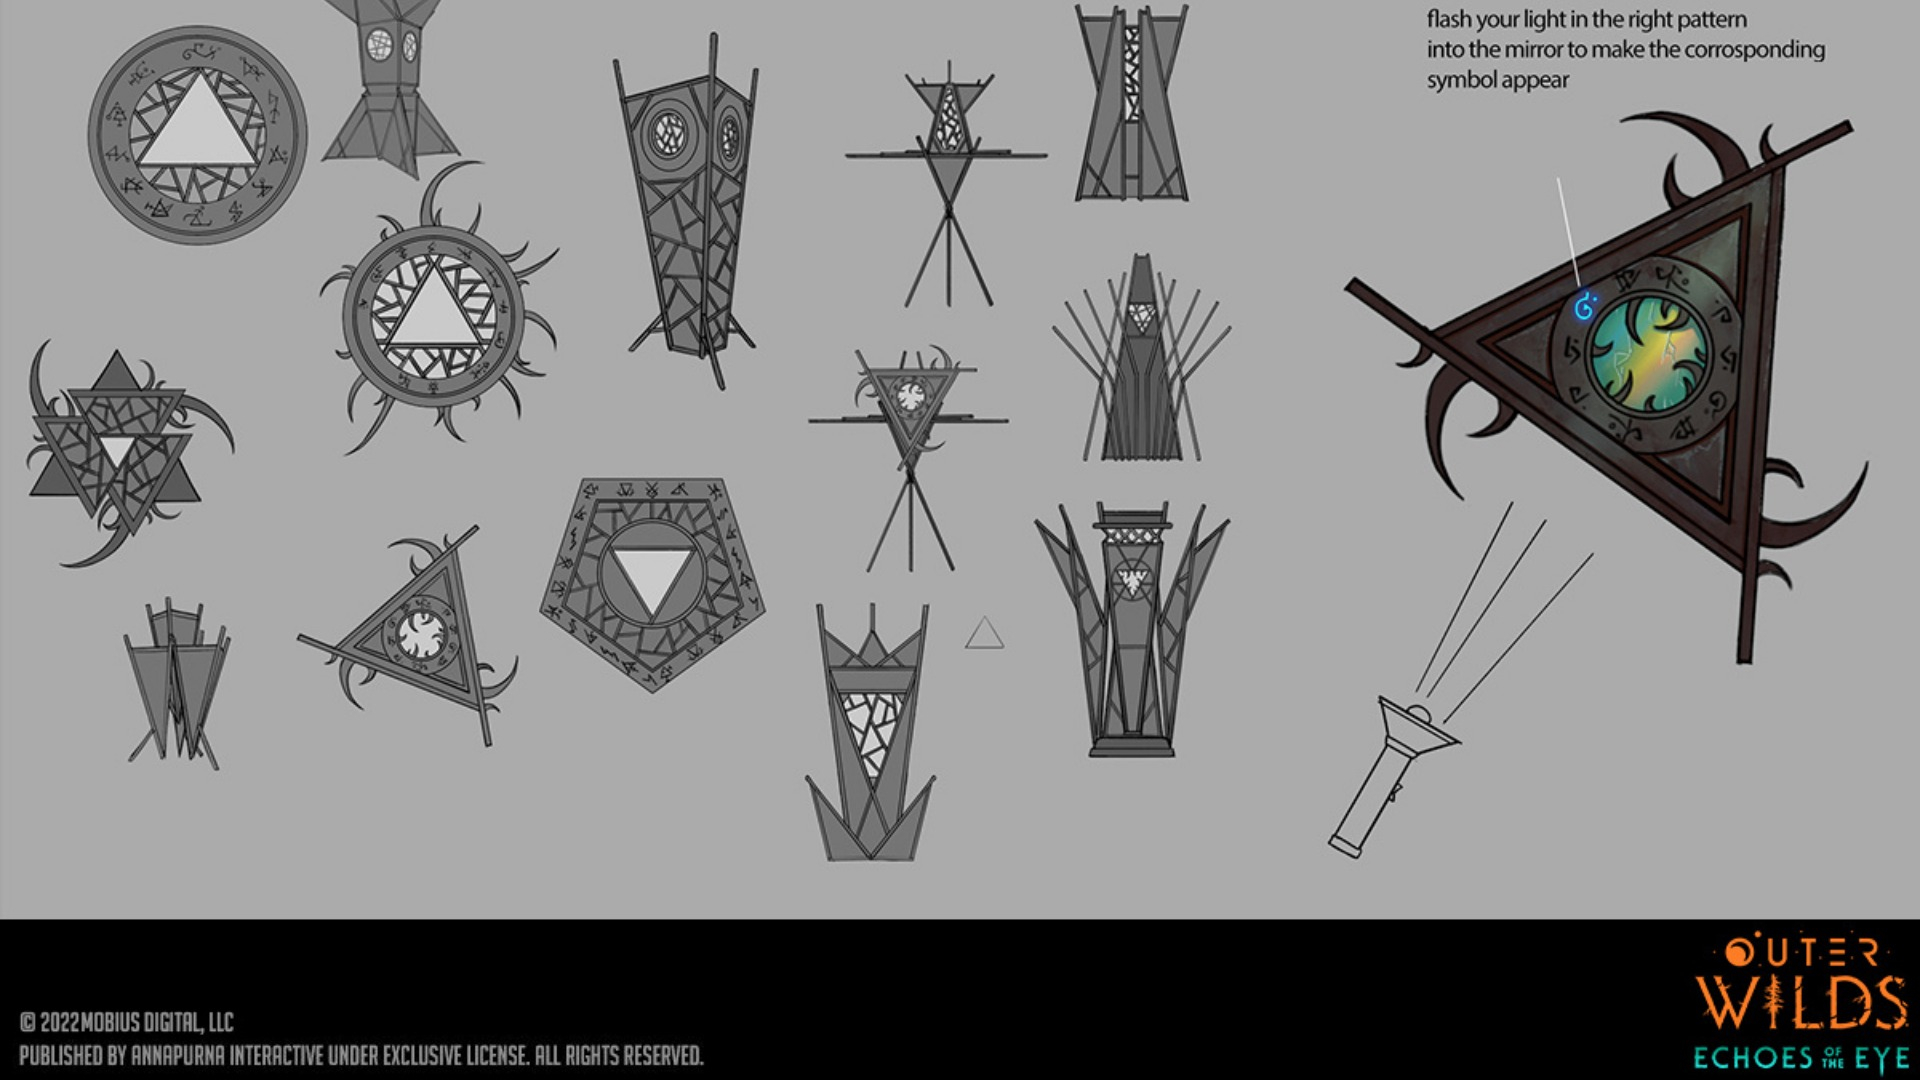 flash your light in the right pattern
into the mirror to make the corrosponding
symbol appear
OUTER
WILDS
ECHOES OF THE EYE
© 2022 MOBIUS DIGITAL, LLC
PUBLISHED BY ANNAPURNA INTERACTIVE UNDER EXCLUSIVE LICENSE. ALL RIGHTS RESERVED.